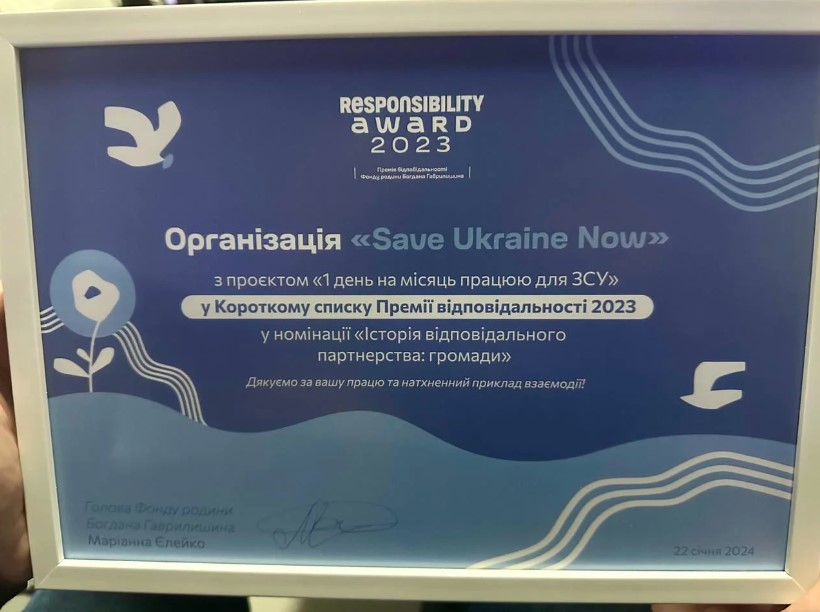 RESPONSIBILITY
AWARD
2023
Премія відповідальності
Фонду родини Богдана Гаврилишина
Організація «Save Ukraine Now»
з проєктом «1 день на місяць працюю для ЗСУ»
у Короткому списку Премії відповідальності 2023
у номінації «Історія відповідального
партнерства: громади»
Дякуємо за вашу працю та натхненний приклад взаємодії!
Голова Фонду родини
Богдана Гаврилишина
Маріянна Єлейко
22 січня 2024